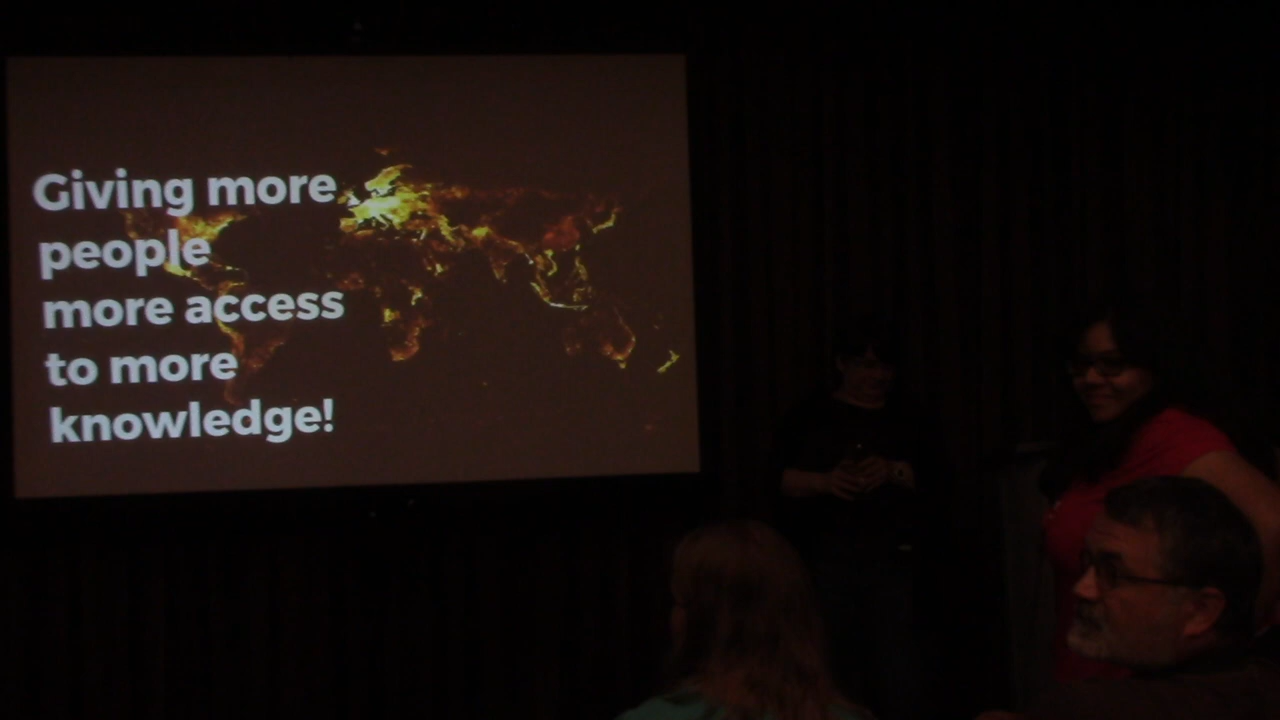 Giving more
people
more access
to more
knowledge!